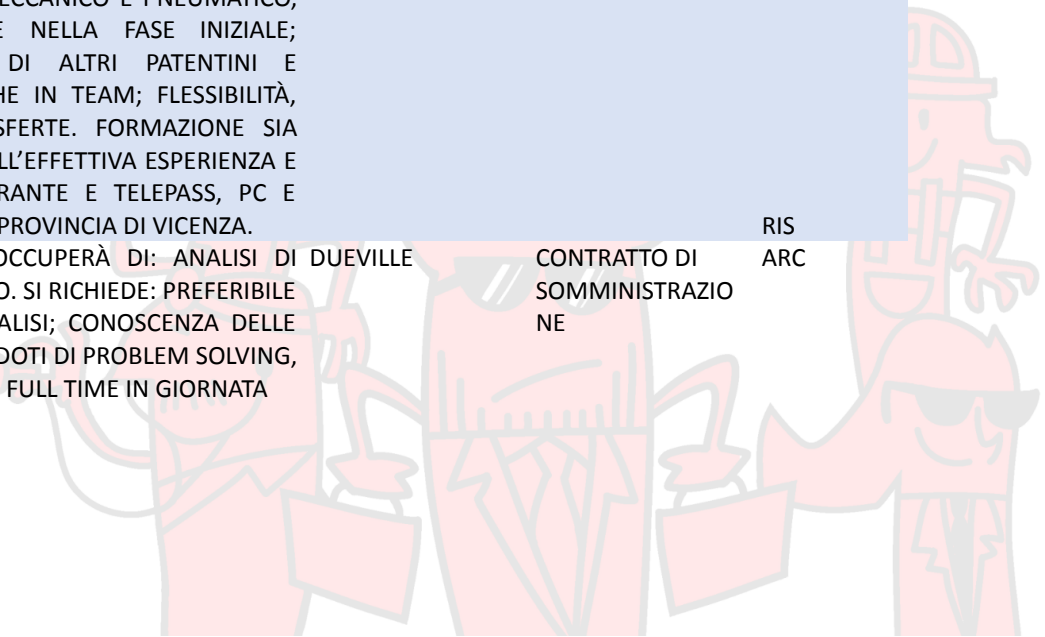 MECCANICO E PNEUMATICO,
E NELLA FASE INIZIALE;
DI ALTRI PATENTINI E
HE IN TEAM; FLESSIBILITÀ,
SFERTE. FORMAZIONE SIA
LL'EFFETTIVA ESPERIENZA E
RANTE E TELEPASS, PC E
PROVINCIA DI VICENZA. RIS
OCCUPERÀ DI: ANALISI DI DUEVILLE CONTRATTO DI ARC
O. SI RICHIEDE: PREFERIBILE SOMMINISTRAZIO
ALISI; CONOSCENZA DELLE NE
DOTI DI PROBLEM SOLVING,
FULL TIME IN GIORNATA